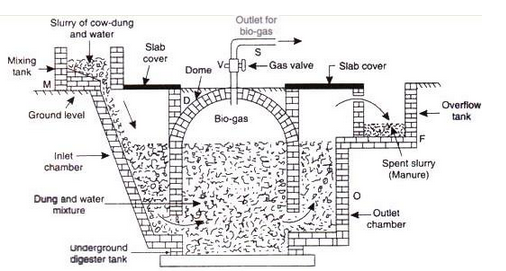 Slurry of cow-dung
and water
Outlet for
bio-gas
S
Mixing
tank
M
Slab
cover
V
Gas valve
Slab cover
Dome
D
Ground level
Bio-gas
Overflow
tank
F
Inlet
chamber
Spent slurry
(Manure)
T
Dung and water
mixture
O
Outlet
chamber
Underground
digester tank